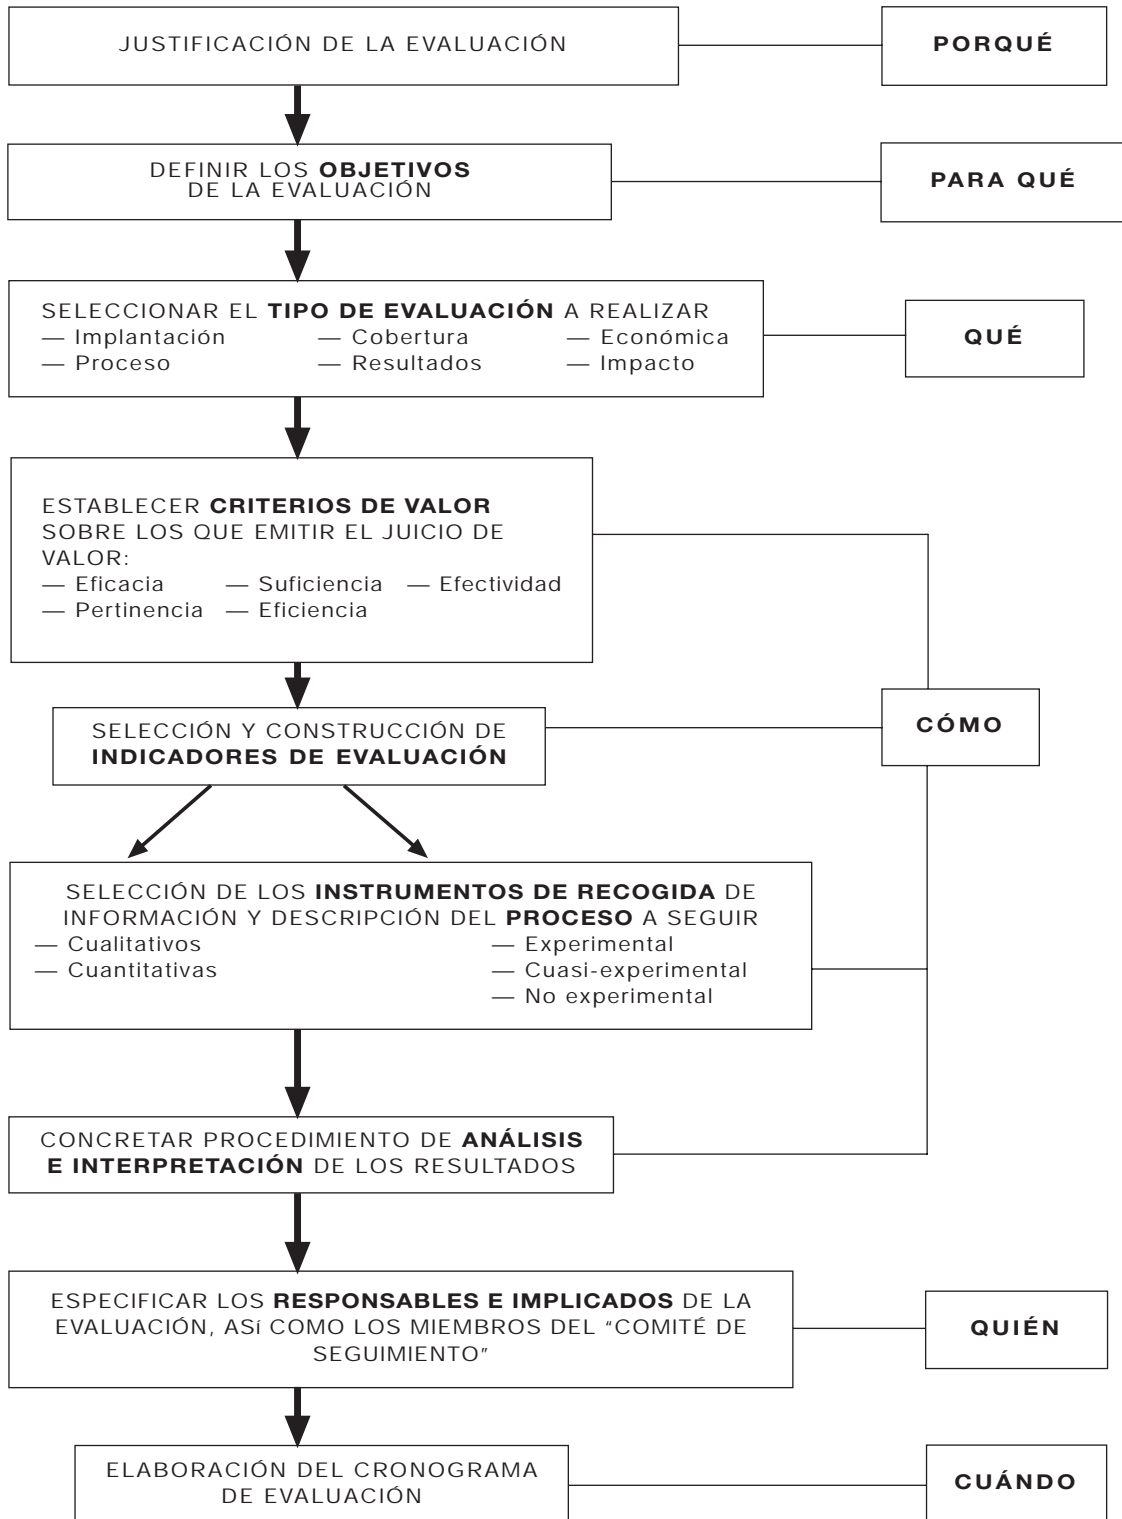 JUSTIFICACIÓN DE LA EVALUACIÓN
PORQUÉ
DEFINIR LOS OBJETIVOS
DE LA EVALUACIÓN
PARA QUÉ
SELECCIONAR EL TIPO DE EVALUACIÓN A REALIZAR
— Implantación — Cobertura — Económica
— Proceso — Resultados — Impacto
QUÉ
ESTABLECER CRITERIOS DE VALOR
SOBRE LOS QUE EMITIR EL JUICIO DE
VALOR:
— Eficacia — Suficiencia — Efectividad
— Pertinencia — Eficiencia
CÓMO
SELECCIÓN Y CONSTRUCCIÓN DE
INDICADORES DE EVALUACIÓN
SELECCIÓN DE LOS INSTRUMENTOS DE RECOGIDA DE
INFORMACIÓN Y DESCRIPCIÓN DEL PROCESO A SEGUIR
— Cualitativos — Experimental
— Cuantitativas — Cuasi-experimental
— No experimental
CONCRETAR PROCEDIMIENTO DE ANÁLISIS
E INTERPRETACIÓN DE LOS RESULTADOS
ESPECIFICAR LOS RESPONSABLES E IMPLICADOS DE LA
EVALUACIÓN, ASí COMO LOS MIEMBROS DEL “COMITÉ DE
SEGUIMIENTO”
QUIÉN
ELABORACIÓN DEL CRONOGRAMA
DE EVALUACIÓN
CUÁNDO